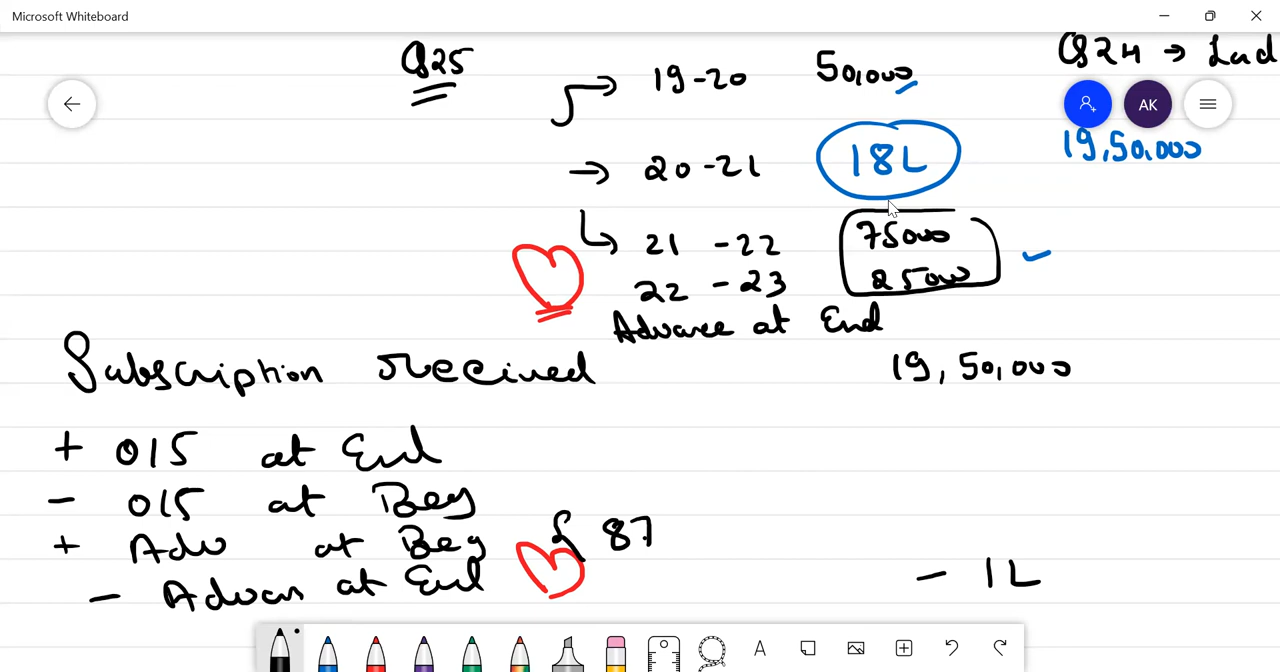 Microsoft Whiteboard
Q25 19-20 50,000 Q24 → Lad
AK
19,50,000
→ 20-21 18L
21 -22 75000
22 -23 25000
Advance at End
Subscription received 19,50,000
+ O/S at End
- O/S at Beg
+ Adv at Beg £ 87
- Advan at End - 1L
A